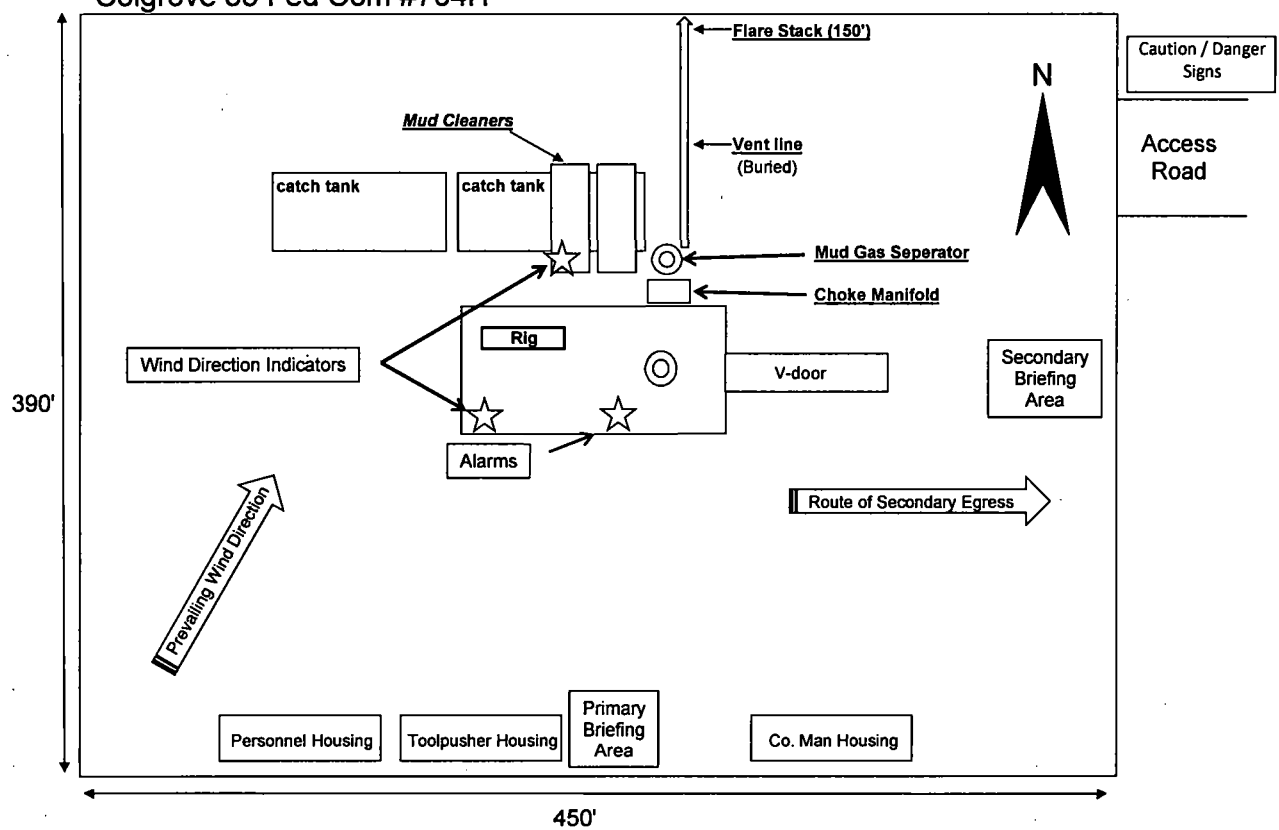 Flare Stack (150')
Caution / Danger
Signs
N
Mud Cleaners
Vent line
(Buried)
Access
Road
catch tank
catch tank
Mud Gas Seperator
Choke Manifold
Rig
Wind Direction Indicators
V-door
Secondary
Briefing
Area
390'
Alarms
Route of Secondary Egress
Prevailing Wind Direction
Primary
Briefing
Area
Personnel Housing
Toolpusher Housing
Co. Man Housing
450'